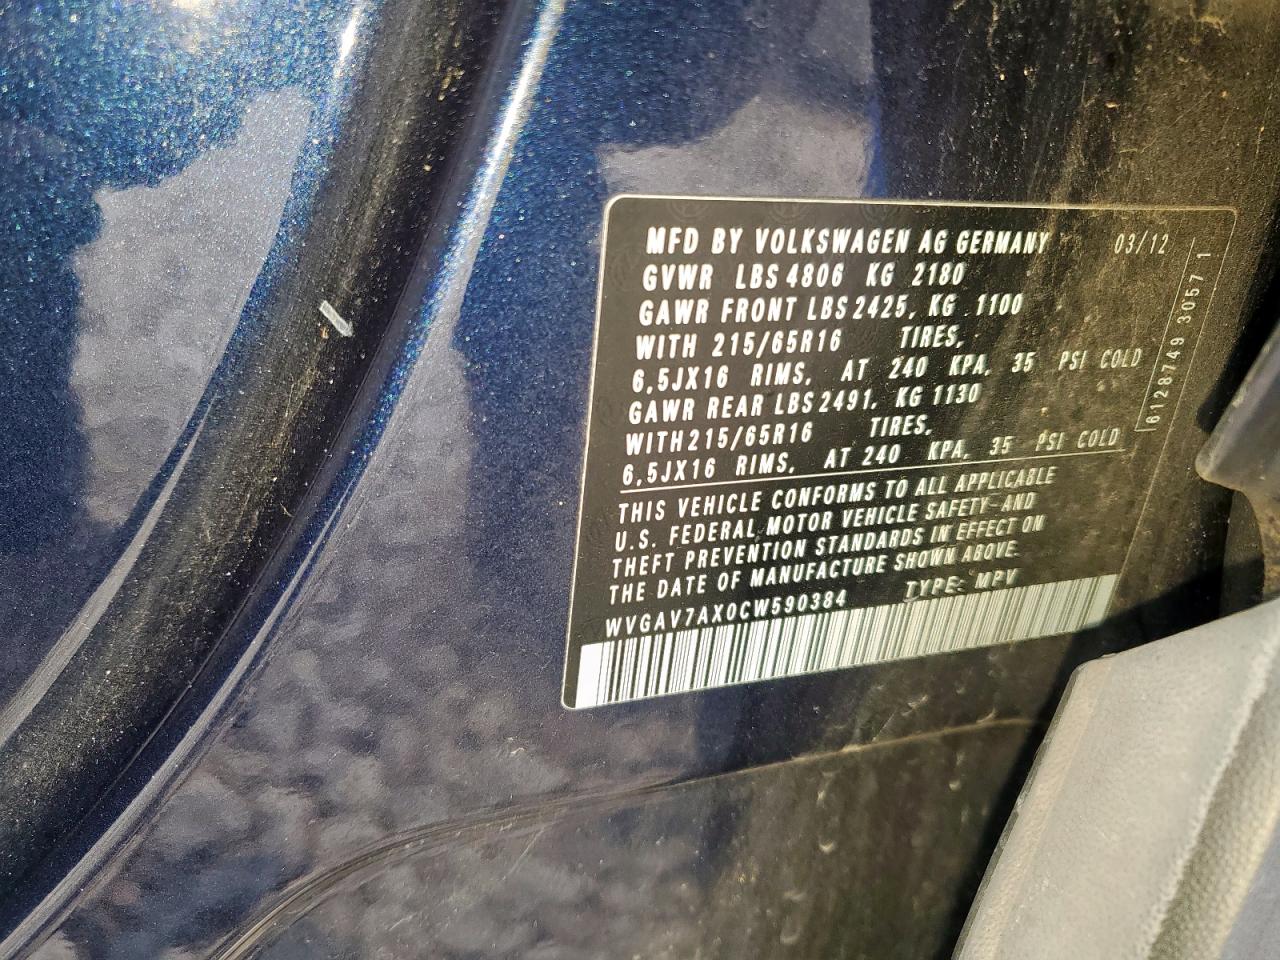 MFD BY VOLKSWAGEN AG GERMANY 03/12
GVWR LBS 4806 KG 2180
GAWR FRONT LBS 2425, KG 1100
WITH 215/65R16 TIRES,
6,5JX16 RIMS, AT 240 KPA, 35 PSI COLD
GAWR REAR LBS 2491, KG 1130
WITH 215/65R16 TIRES,
6,5JX16 RIMS, AT 240 KPA, 35 PSI COLD
THIS VEHICLE CONFORMS TO ALL APPLICABLE
U.S. FEDERAL MOTOR VEHICLE SAFETY-AND
THEFT PREVENTION STANDARDS IN EFFECT ON
THE DATE OF MANUFACTURE SHOWN ABOVE.
WVGAV7AX0CW590384 TYPE: MPV
6128749 3057 1